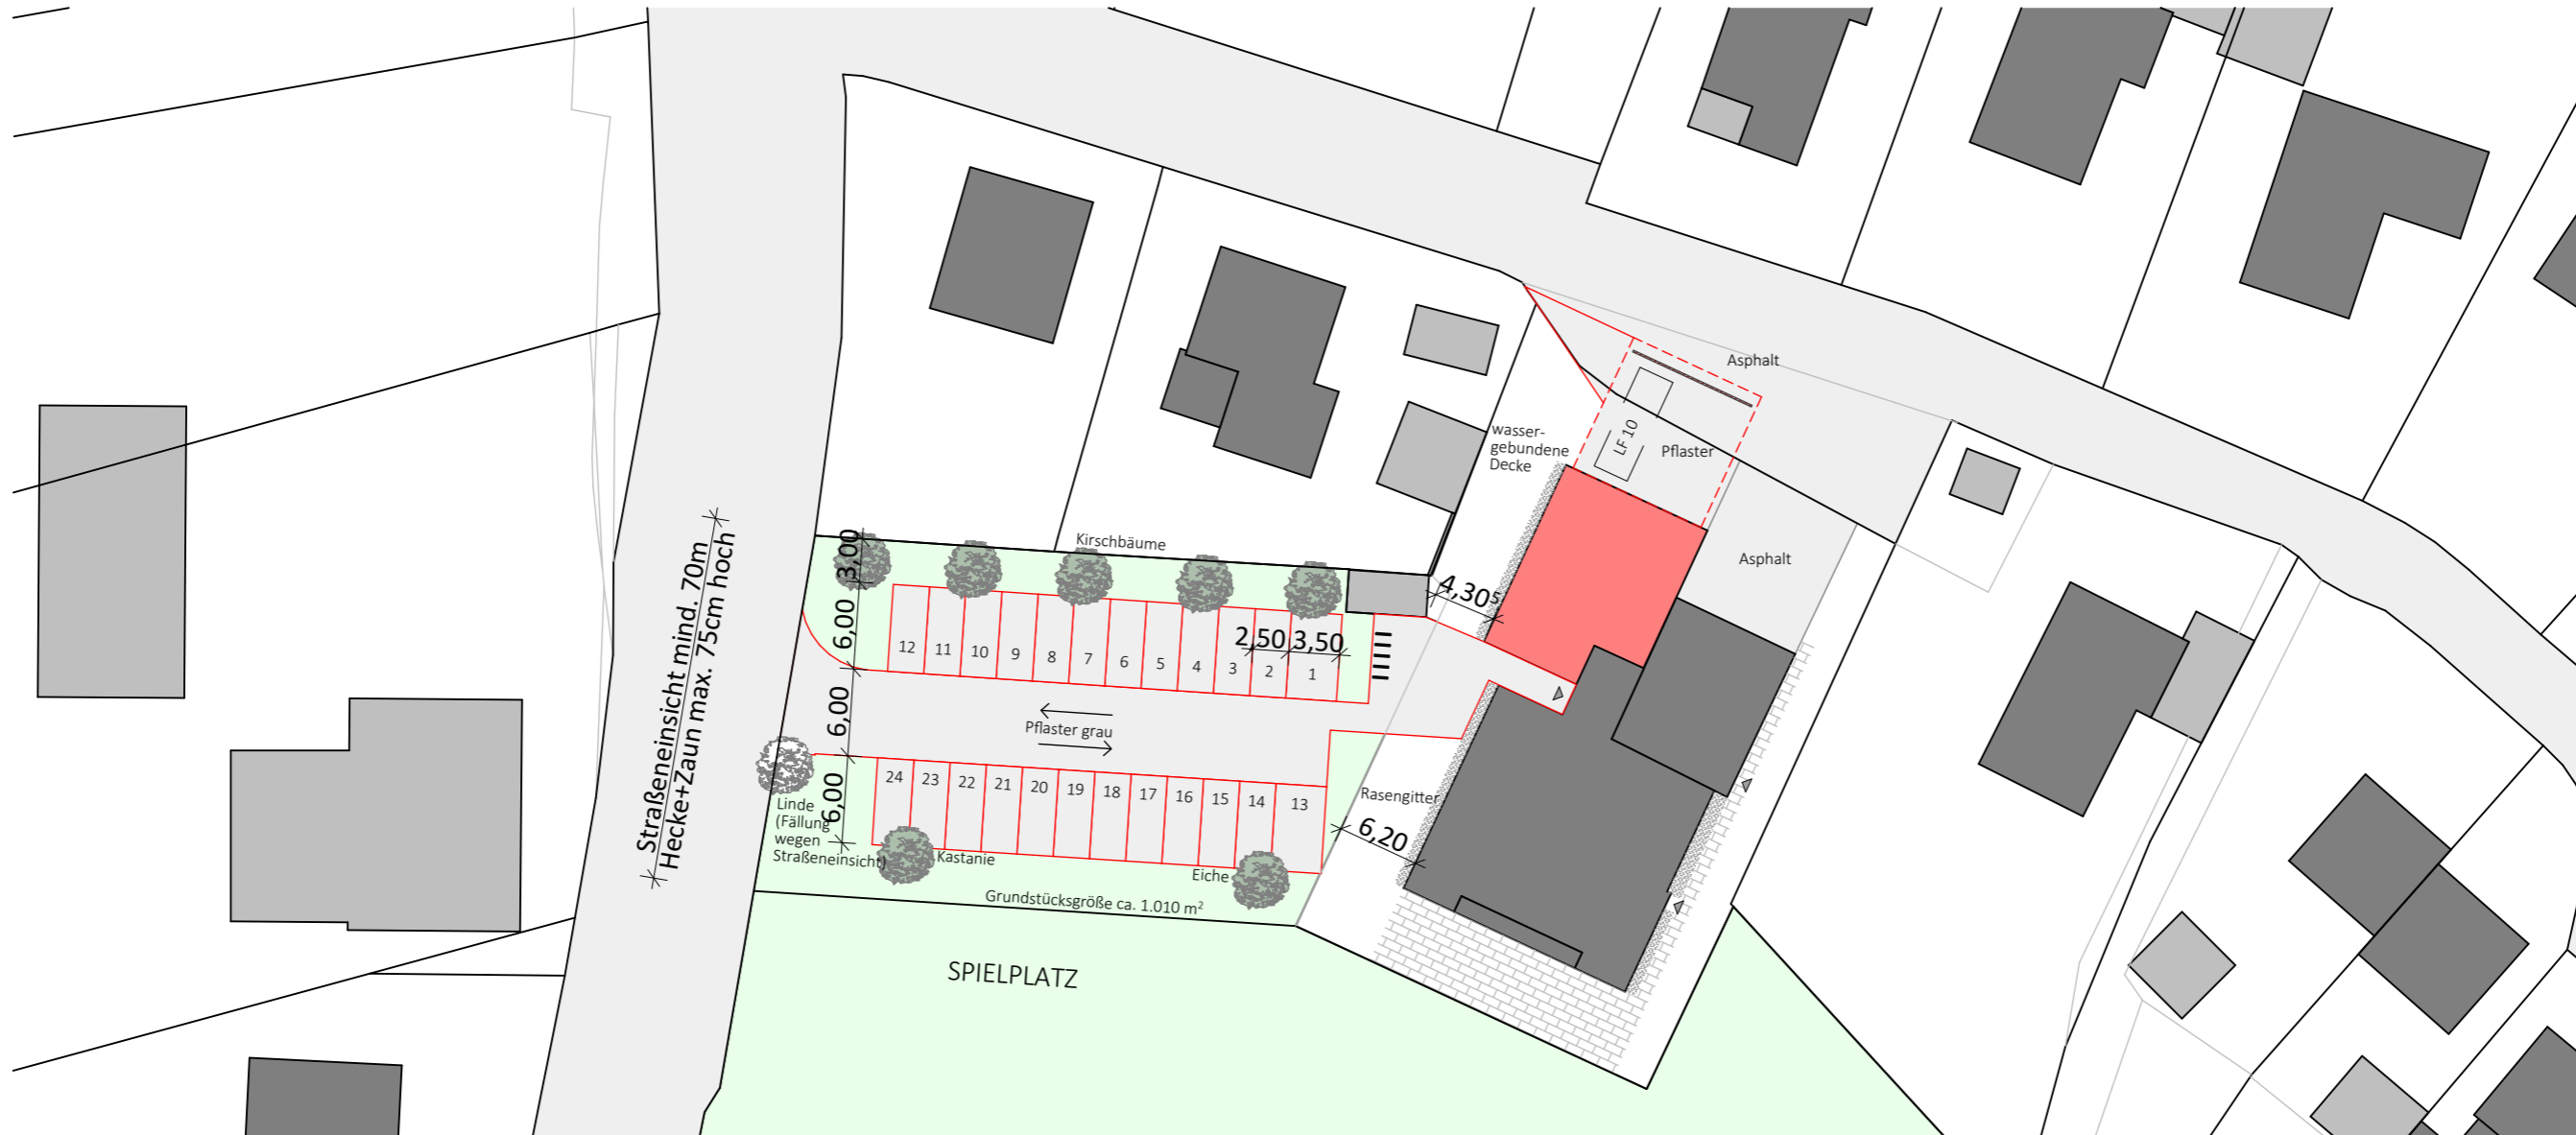 Asphalt
LF 10
Pflaster
wasser-
gebundene
Decke
Asphalt
Kirschbäume
3,00
6,00
6,00
6,00
4,30⁵
2,50
3,50
12
11
10
9
8
7
6
5
4
3
2
1
Straßeneinsicht mind. 70m
Hecke+Zaun max. 75cm hoch
Pflaster grau
24
23
22
21
20
19
18
17
16
15
14
13
Linde
(Fällung
wegen
Straßeneinsicht)
Kastanie
Eiche
Rasengitter
6,20
Grundstücksgröße ca. 1.010 m²
SPIELPLATZ